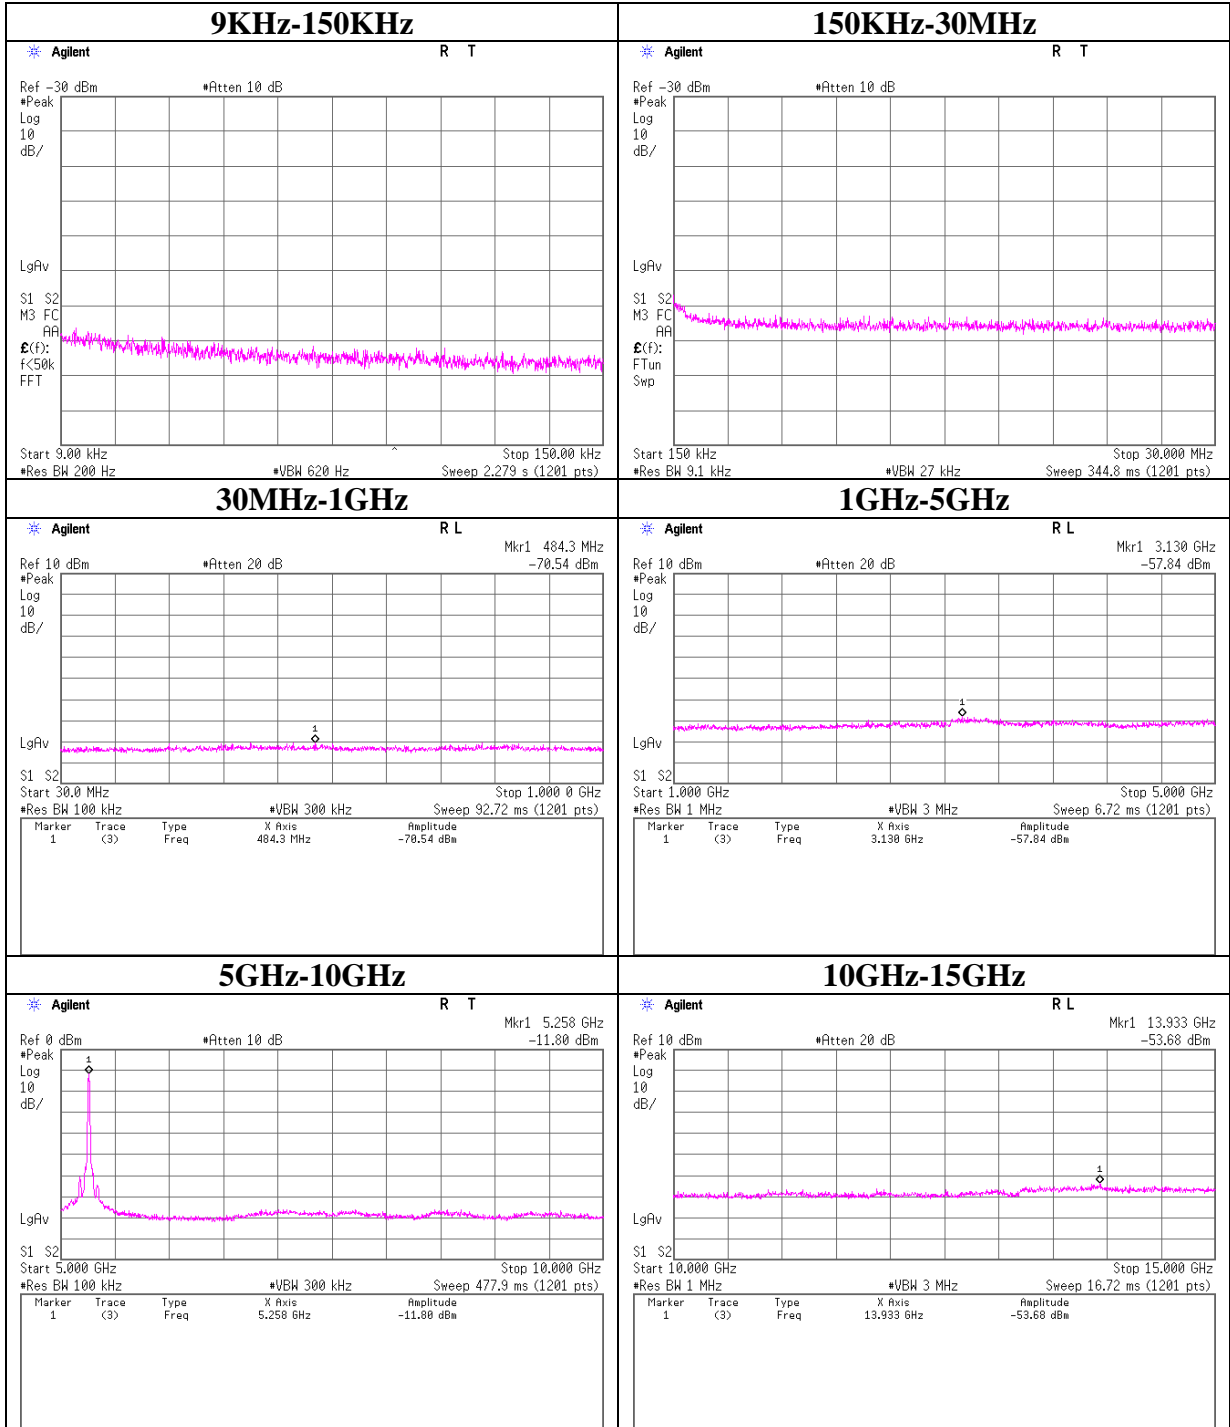 9KHz-150KHz
Agilent
R T
Ref -30 dBm
#Atten 10 dB
#Peak
Log
10
dB/
LgAv
S1 S2
M3 FC
AA
£(f):
f<50k
FFT
Start 9.00 kHz
Stop 150.00 kHz
#Res BW 200 Hz
#VBW 620 Hz
Sweep 2.279 s (1201 pts)
150KHz-30MHz
Agilent
R T
Ref -30 dBm
#Atten 10 dB
#Peak
Log
10
dB/
LgAv
S1 S2
M3 FC
AA
£(f):
FTun
Swp
Start 150 kHz
Stop 30.000 MHz
#Res BW 9.1 kHz
#VBW 27 kHz
Sweep 344.8 ms (1201 pts)
30MHz-1GHz
Agilent
R L
Mkr1 484.3 MHz
Ref 10 dBm
#Atten 20 dB
-70.54 dBm
#Peak
Log
10
dB/
1
LgAv
S1 S2
Start 30.0 MHz
Stop 1.000 0 GHz
#Res BW 100 kHz
#VBW 300 kHz
Sweep 92.72 ms (1201 pts)
Marker Trace Type X Axis Amplitude
1 (3) Freq 484.3 MHz -70.54 dBm
1GHz-5GHz
Agilent
R L
Mkr1 3.130 GHz
Ref 10 dBm
#Atten 20 dB
-57.84 dBm
#Peak
Log
10
dB/
1
LgAv
S1 S2
Start 1.000 GHz
Stop 5.000 GHz
#Res BW 1 MHz
#VBW 3 MHz
Sweep 6.72 ms (1201 pts)
Marker Trace Type X Axis Amplitude
1 (3) Freq 3.130 GHz -57.84 dBm
5GHz-10GHz
Agilent
R T
Mkr1 5.258 GHz
Ref 0 dBm
#Atten 10 dB
-11.80 dBm
#Peak
Log
10
dB/
1
LgAv
S1 S2
Start 5.000 GHz
Stop 10.000 GHz
#Res BW 100 kHz
#VBW 300 kHz
Sweep 477.9 ms (1201 pts)
Marker Trace Type X Axis Amplitude
1 (3) Freq 5.258 GHz -11.80 dBm
10GHz-15GHz
Agilent
R L
Mkr1 13.933 GHz
Ref 10 dBm
#Atten 20 dB
-53.68 dBm
#Peak
Log
10
dB/
1
LgAv
S1 S2
Start 10.000 GHz
Stop 15.000 GHz
#Res BW 1 MHz
#VBW 3 MHz
Sweep 16.72 ms (1201 pts)
Marker Trace Type X Axis Amplitude
1 (3) Freq 13.933 GHz -53.68 dBm